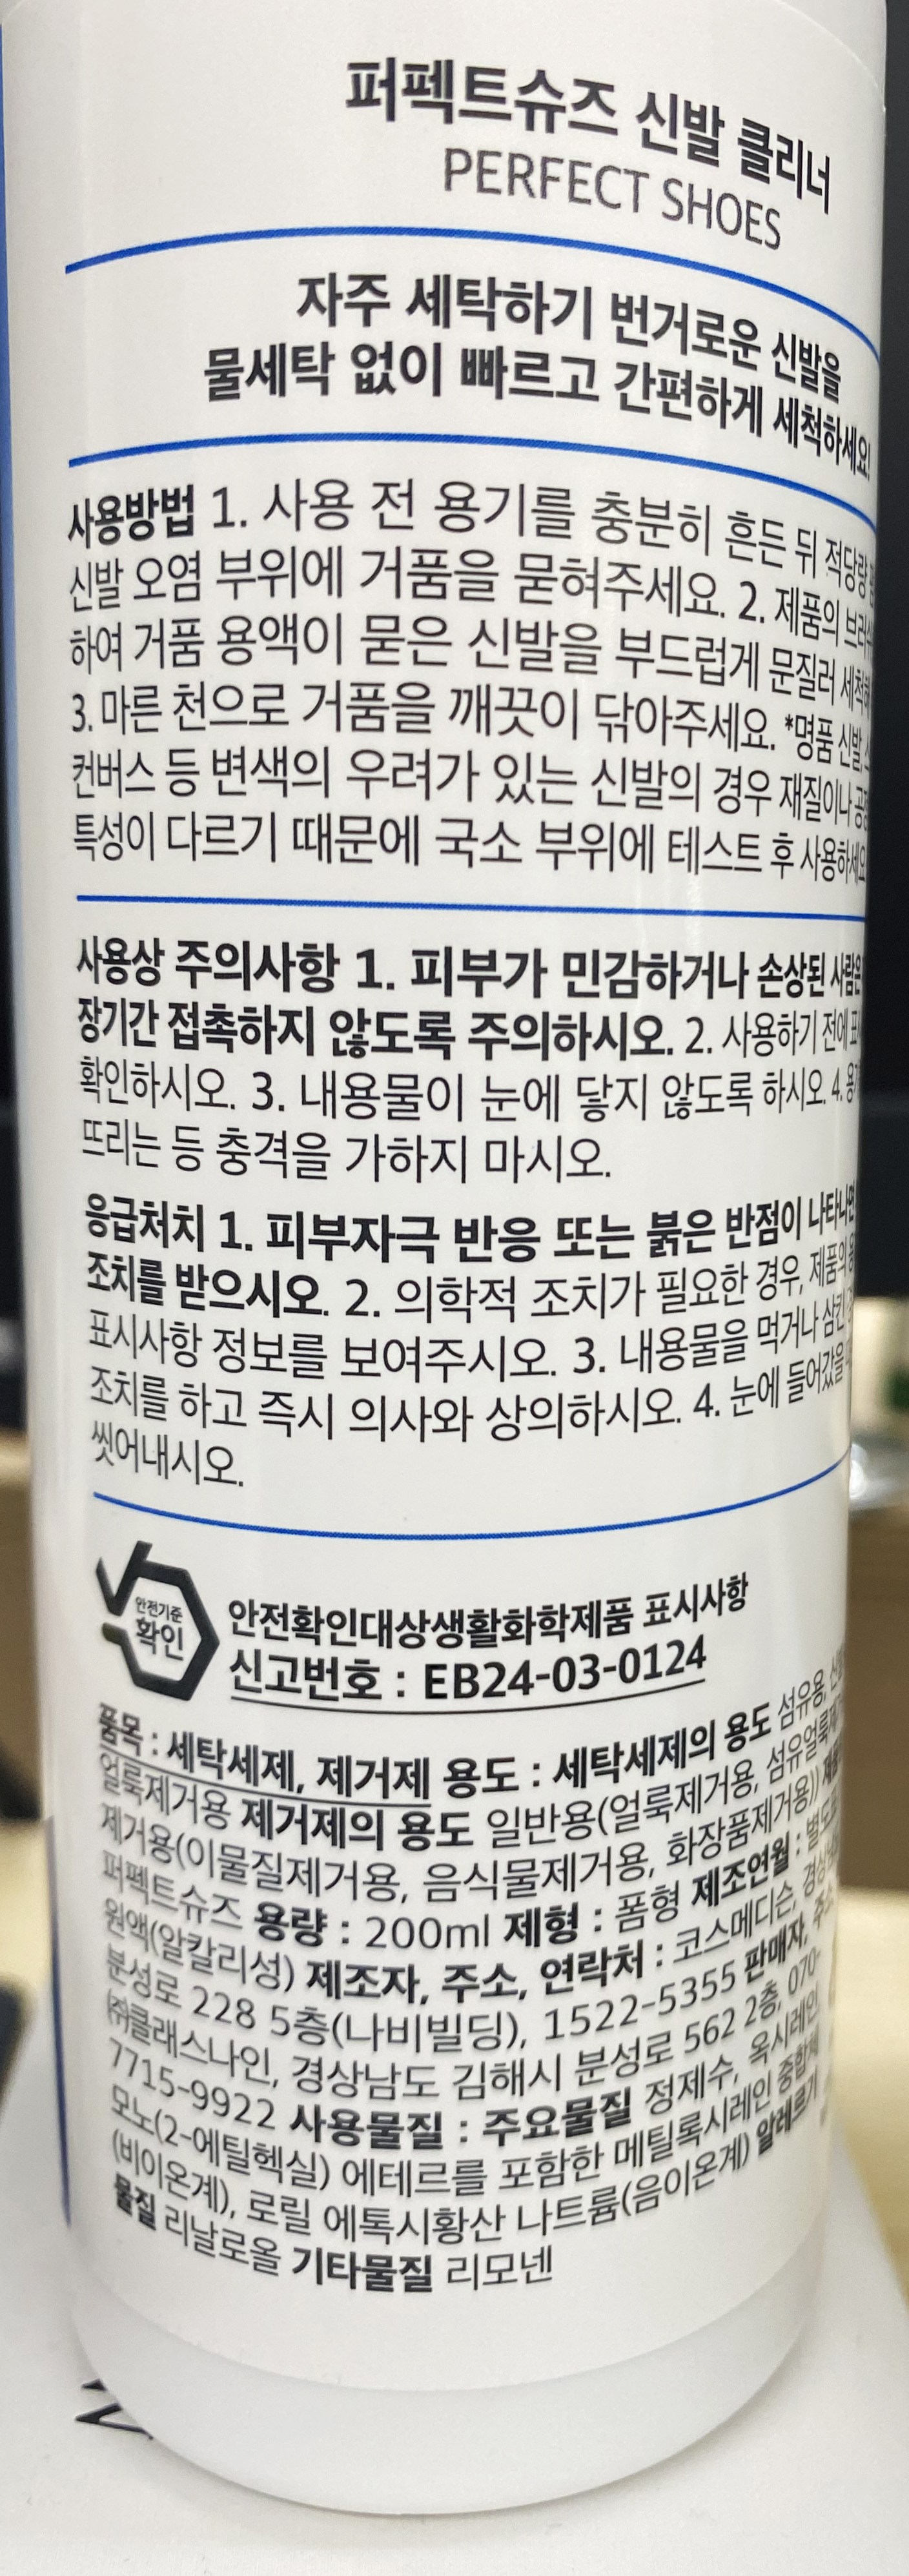 퍼펙트슈즈 신발 클리너
PERFECT SHOES
자주 세탁하기 번거로운 신발을
물세탁 없이 빠르고 간편하게 세척하세요!
사용방법 1. 사용 전 용기를 충분히 흔든 뒤 적당량
신발 오염 부위에 거품을 묻혀주세요. 2. 제품의
하여 거품 용액이 묻은 신발을 부드럽게 문질러
3. 마른 천으로 거품을 깨끗이 닦아주세요. *명품 신발,
컨버스 등 변색의 우려가 있는 신발의 경우 재질이나
특성이 다르기 때문에 국소 부위에 테스트 후 사용하세요
사용상 주의사항 1. 피부가 민감하거나 손상된 사람은
장기간 접촉하지 않도록 주의하시오. 2. 사용하기 전에
확인하시오. 3. 내용물이 눈에 닿지 않도록 하시오. 4.
뜨리는 등 충격을 가하지 마시오.
응급처치 1. 피부자극 반응 또는 붉은 반점이 나타나면
조치를 받으시오. 2. 의학적 조치가 필요한 경우, 제품의
표시사항 정보를 보여주시오. 3. 내용물을 먹거나 삼킨
조치를 하고 즉시 의사와 상의하시오. 4. 눈에 들어갔을
씻어내시오.
안전기준
확인
안전확인대상생활화학제품 표시사항
신고번호 : EB24-03-0124
품목 : 세탁세제, 제거제 용도 : 세탁세제의 용도 섬유용,
얼룩제거용 제거제의 용도 일반용(얼룩제거용,
제거용(이물질제거용, 음식물제거용, 화장품제거용))
퍼펙트슈즈 용량 : 200ml 제형 : 폼형 제조연월 :
원액(알칼리성) 제조자, 주소, 연락처 : 코스메디슨,
분성로 228 5층(나비빌딩), 1522-5355 판매자,
㈜클래스나인, 경상남도 김해시 분성로 562 2층, 070-
7715-9922 사용물질 : 주요물질 정제수, 옥시레인
모노(2-에틸헥실) 에테르를 포함한 메틸록시레인 중합체
(비이온계), 로릴 에톡시황산 나트륨(음이온계) 알레르기
물질 리날로올 기타물질 리모넨